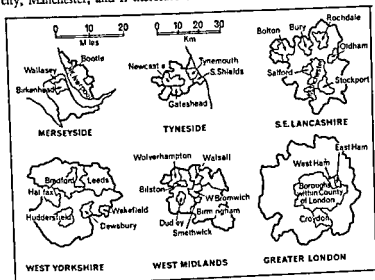 city, Manchester, and
0 10 20
Miles
Wallasey
Bootle
Birkenhead
MERSEYSIDE
0 10 20
Km
Newcastle
Tynemouth
S.Shields
Gateshead
TYNESIDE
Rochdale
Bolton
Bury
Oldham
Salford
Stockport
S.E.LANCASHIRE
Bradford
Leeds
Halifax
Wakefield
Huddersfield
Dewsbury
WEST YORKSHIRE
Wolverhampton
Walsall
Bilston
W.Bromwich
Birmingham
Dudley
Smethwick
WEST MIDLANDS
East Ham
West Ham
Boroughs
within County
of London
Croydon
GREATER LONDON